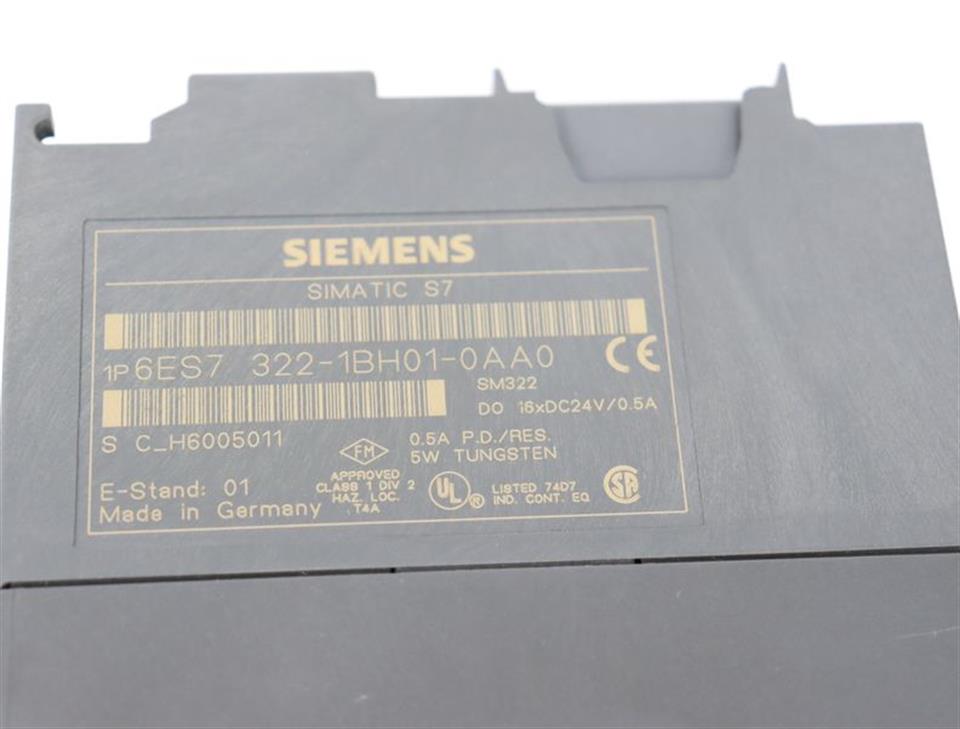 SIEMENS
SIMATIC S7
1P 6ES7 322-1BH01-0AA0
CE
SM322
DO 16xDC24V/0.5A
S C_H6005011
0.5A P.D./RES.
5W TUNGSTEN
FM
APPROVED
CLASS 1 DIV 2
HAZ. LOC.
T4A
UL ®
LISTED 74D7
IND. CONT. EQ
SA
E-Stand: 01
Made in Germany